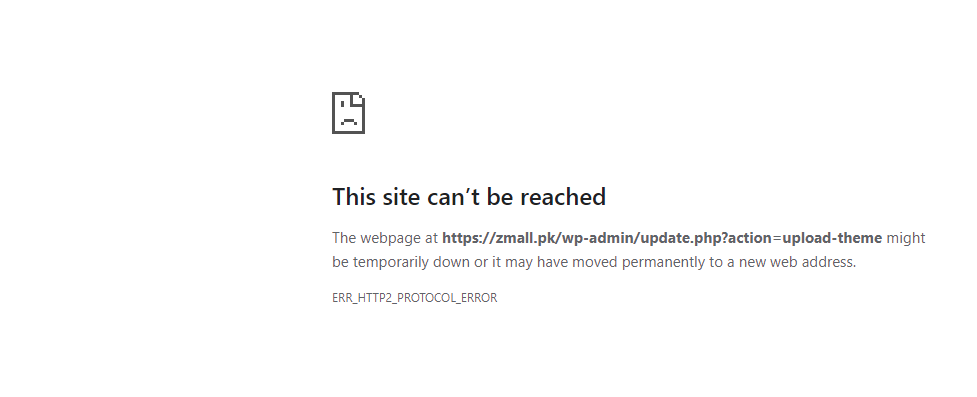 This site can’t be reached
The webpage at https://zmall.pk/wp-admin/update.php?action=upload-theme might
be temporarily down or it may have moved permanently to a new web address.
ERR_HTTP2_PROTOCOL_ERROR